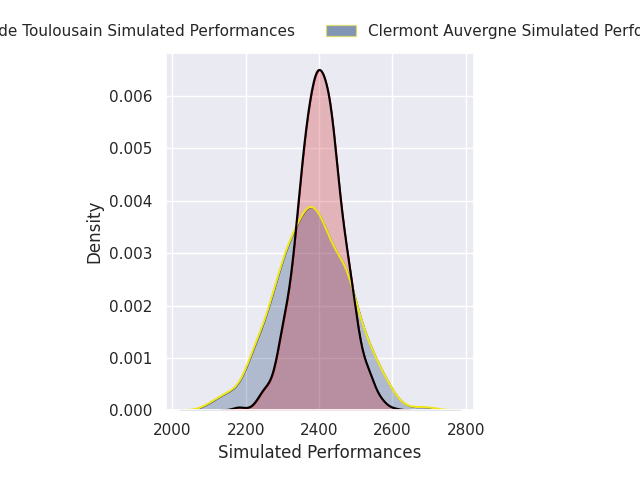 de Toulousain Simulated Performances
Clermont Auvergne Simulated Perfo
0.006
0.005
0.004
0.003
0.002
0.001
0.000
Density
2000 2200 2400 2600 2800
Simulated Performances